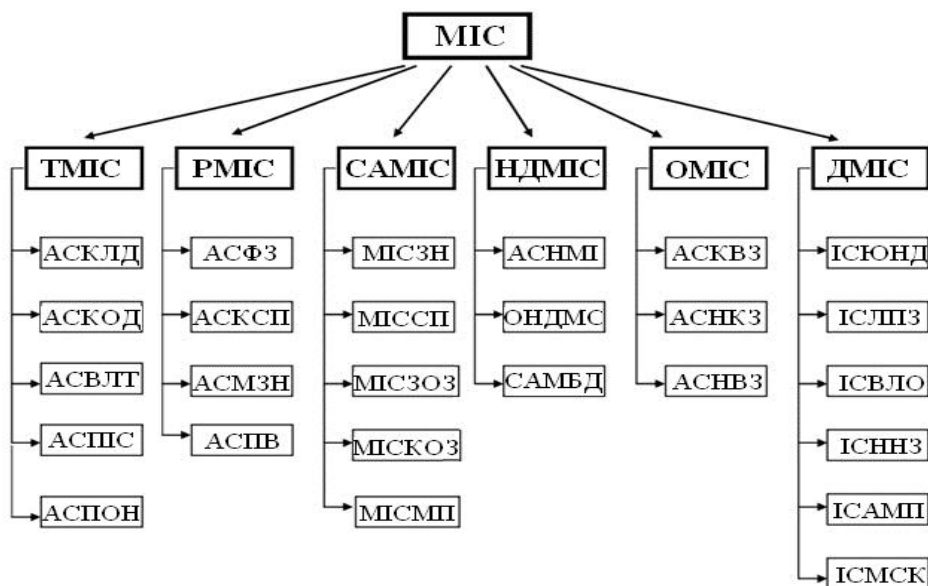 МІС
ТМІС
РМІС
САМІС
НДМІС
ОМІС
ДМІС
АСКЛД
АСКОД
АСВЛТ
АСПІС
АСПОН
АСФЗ
АСКСП
АСМЗН
АСПВ
МІСЗН
МІССП
МІСЗОЗ
МІСКОЗ
МІСМП
АСНМІ
ОНДМС
САМБД
АСКВЗ
АСНКЗ
АСНВЗ
ІСЮНД
ІСЛПЗ
ІСВЛО
ІСННЗ
ІСАМП
ІСМСК